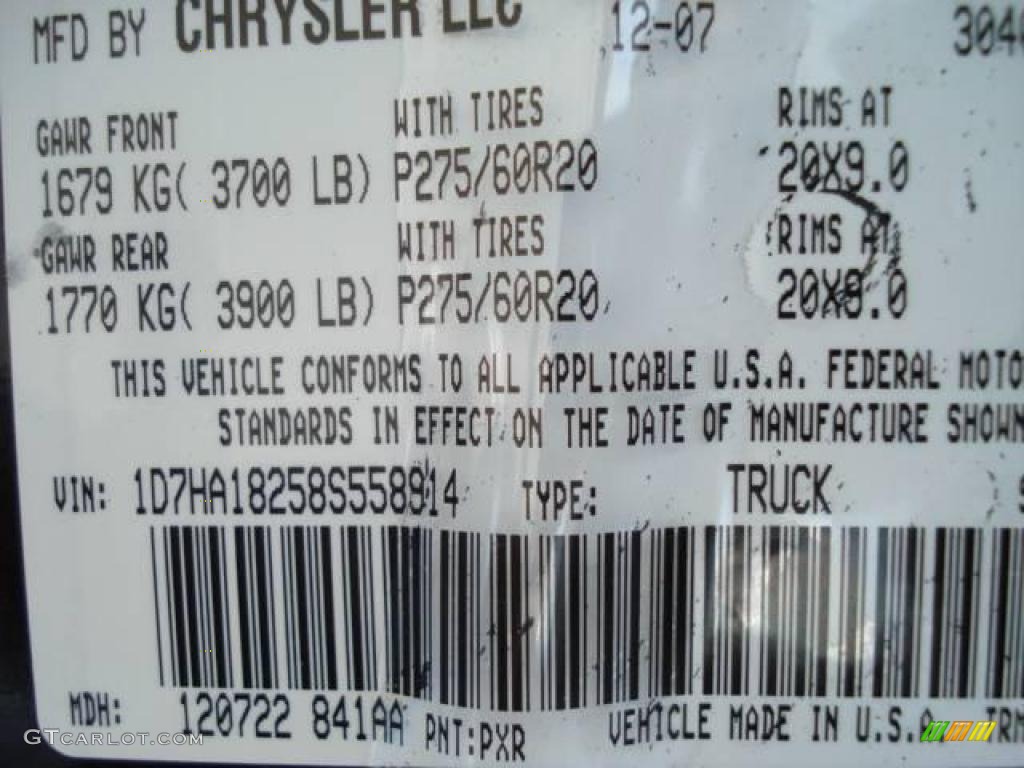 MFD BY CHRYSLER LLC 12-07 304
GAWR FRONT WITH TIRES RIMS AT
1679 KG( 3700 LB) P275/60R20 20X9.0
GAWR REAR WITH TIRES RIMS AT
1770 KG( 3900 LB) P275/60R20 20X9.0
THIS VEHICLE CONFORMS TO ALL APPLICABLE U.S.A. FEDERAL MOTO
STANDARDS IN EFFECT ON THE DATE OF MANUFACTURE SHOWN
VIN: 1D7HA18258S558914 TYPE: TRUCK
MDH: 120722 841AA PNT:PXR VEHICLE MADE IN U.S.A. TRM
GTCarlot.com